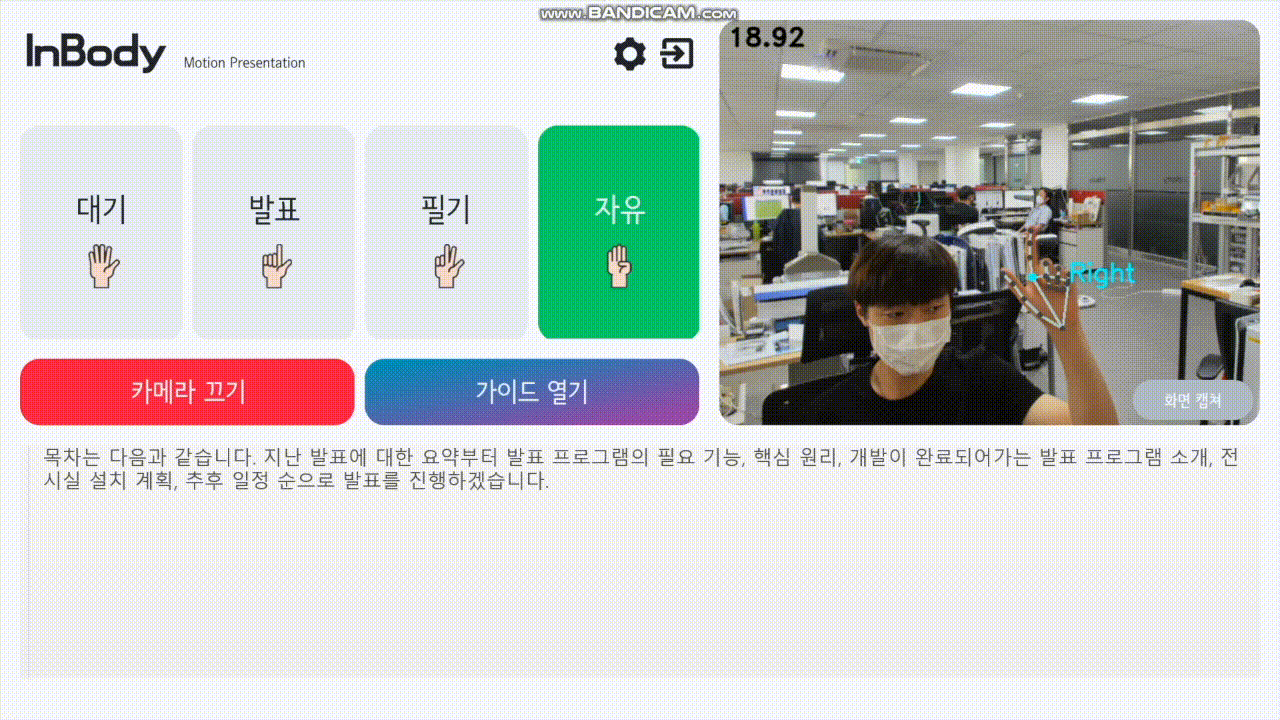 www.BANDICAM.com
InBody
Motion Presentation
18.92
대기
발표
필기
자유
Right
카메라 끄기
가이드 열기
화면 캡쳐
목차는 다음과 같습니다. 지난 발표에 대한 요약부터 발표 프로그램의 필요 기능, 핵심 원리, 개발이 완료되어가는 발표 프로그램 소개, 전
시실 설치 계획, 추후 일정 순으로 발표를 진행하겠습니다.